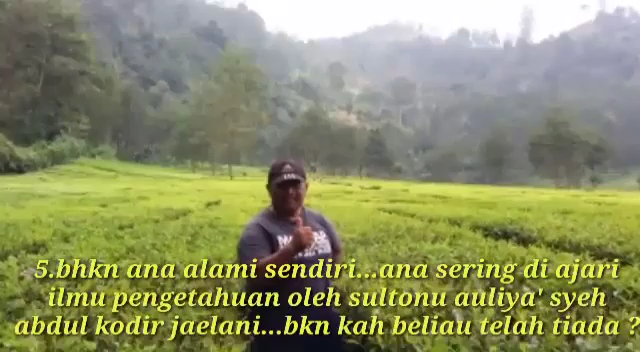 5.bhkn ana alami sendiri...ana sering di ajari
ilmu pengetahuan oleh sultonu auliya' syeh
abdul kodir jaelani...bkn kah beliau telah tiada ?